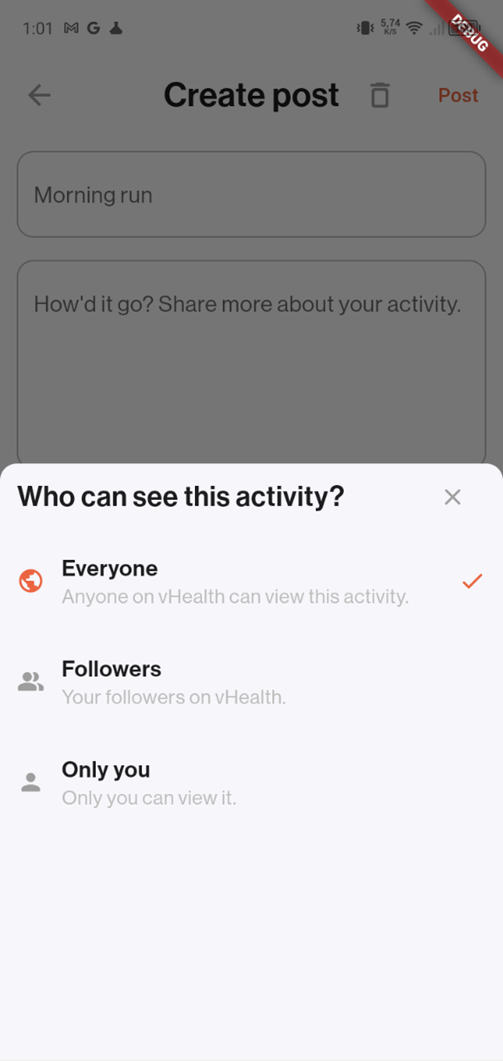 1:01 M G 5,74 K/S
DEBUG
Create post Post
Morning run
How'd it go? Share more about your activity.
Who can see this activity?
Everyone
Anyone on vHealth can view this activity.
Followers
Your followers on vHealth.
Only you
Only you can view it.